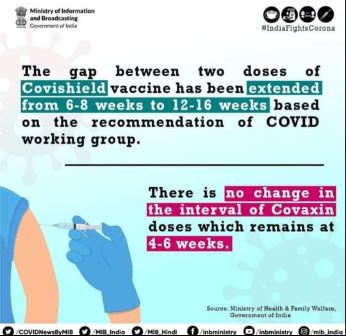 Ministry of Information
and Broadcasting
Government of India
#IndiaFightsCorona
The gap between two doses of
Covishield vaccine has been extended
from 6-8 weeks to 12-16 weeks based
on the recommendation of COVID
working group.
There is no change in
the interval of Covaxin
doses which remains at
4-6 weeks.
Source: Ministry of Health & Family Welfare,
Government of India
/COVIDNewsByMIB /MIB_India /MIB_Hindi /inbministry /inbministry /mib_india